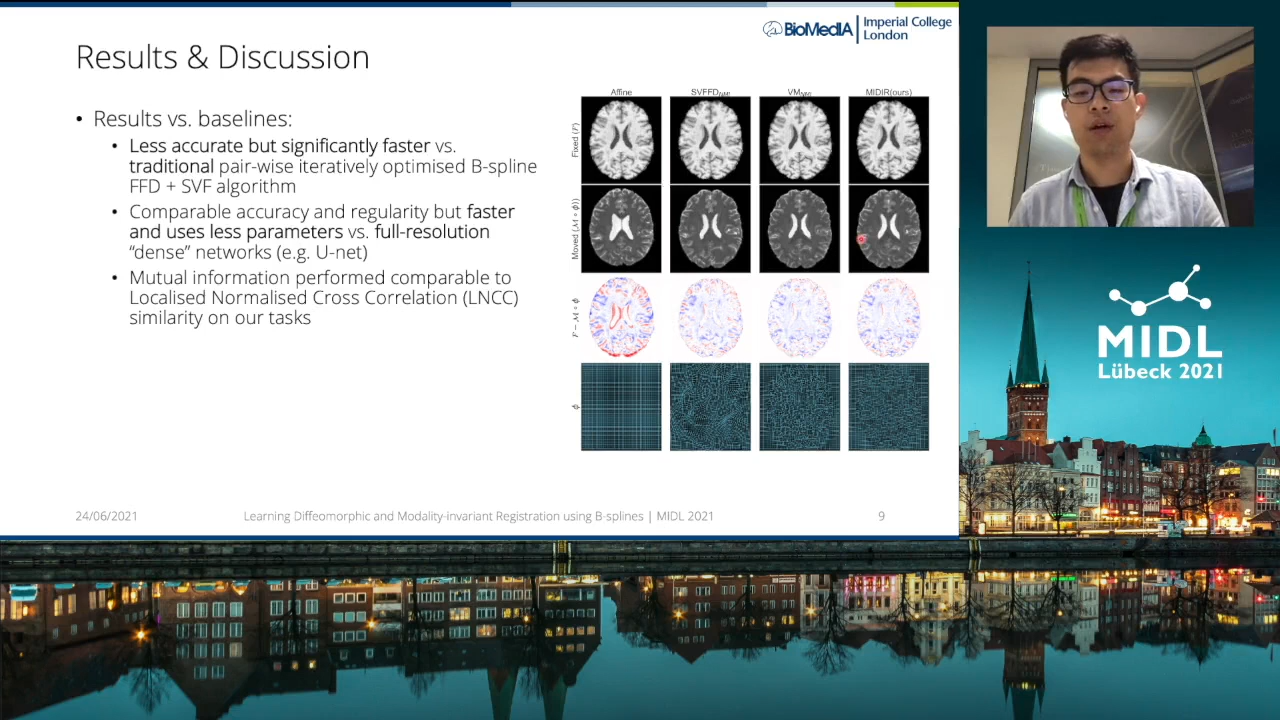 BioMedIA
Imperial College
London
Results & Discussion
• Results vs. baselines:
• Less accurate but significantly faster vs.
traditional pair-wise iteratively optimised B-spline
FFD + SVF algorithm
• Comparable accuracy and regularity but faster
and uses less parameters vs. full-resolution
“dense” networks (e.g. U-net)
• Mutual information performed comparable to
Localised Normalised Cross Correlation (LNCC)
similarity on our tasks
Affine SVFFD_NMI VM_NMI MIDIR(ours)
Fixed (F)
Moved (M ∘ ϕ))
F − M ∘ ϕ
ϕ
24/06/2021 Learning Diffeomorphic and Modality-invariant Registration using B-splines | MIDL 2021 9
MIDL
Lübeck 2021